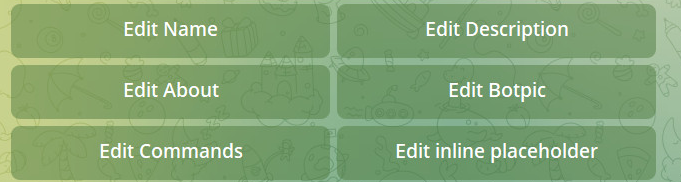 Edit Name
Edit Description
Edit About
Edit Botpic
Edit Commands
Edit inline placeholder